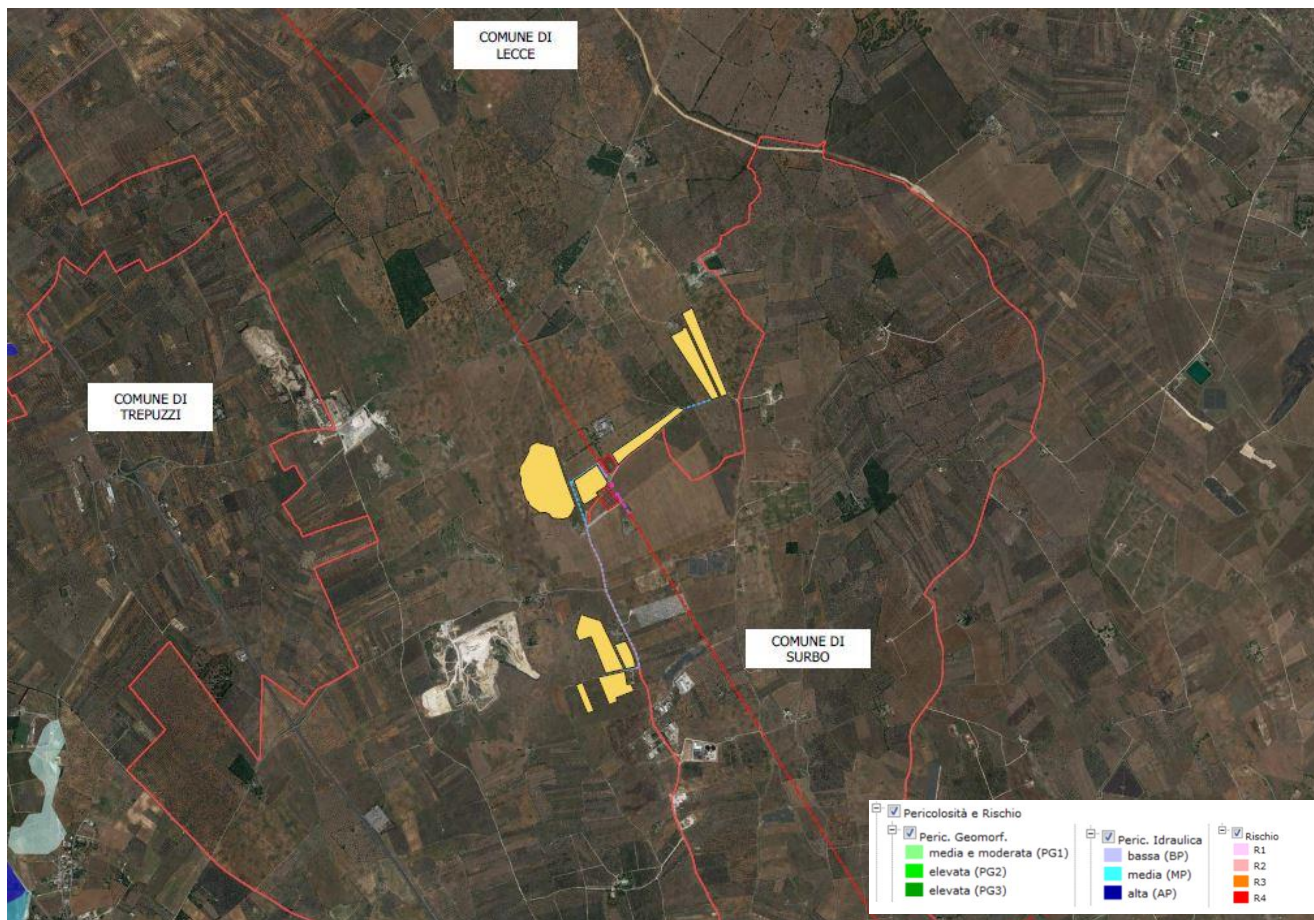 COMUNE DI
LECCE
COMUNE DI
TREPUZZI
COMUNE DI
SURBO
Pericolosità e Rischio
Peric. Geomorf.
media e moderata (PG1)
elevata (PG2)
elevata (PG3)
Peric. Idraulica
bassa (BP)
media (MP)
alta (AP)
Rischio
R1
R2
R3
R4